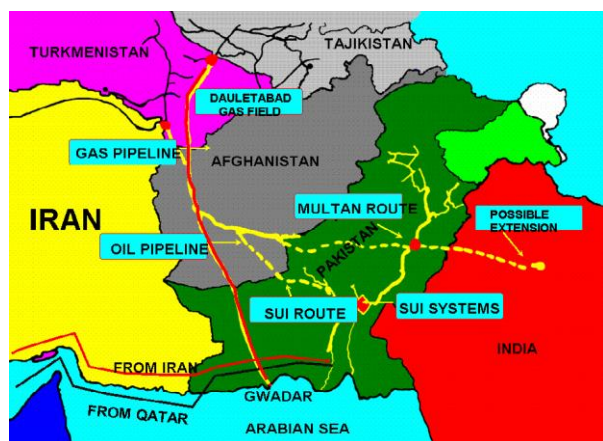 TURKMENISTAN
TAJIKISTAN
DAULETABAD
GAS FIELD
GAS PIPELINE
AFGHANISTAN
IRAN
MULTAN ROUTE
POSSIBLE
EXTENSION
OIL PIPELINE
PAKISTAN
SUI ROUTE
SUI SYSTEMS
INDIA
FROM IRAN
GWADAR
FROM QATAR
ARABIAN SEA